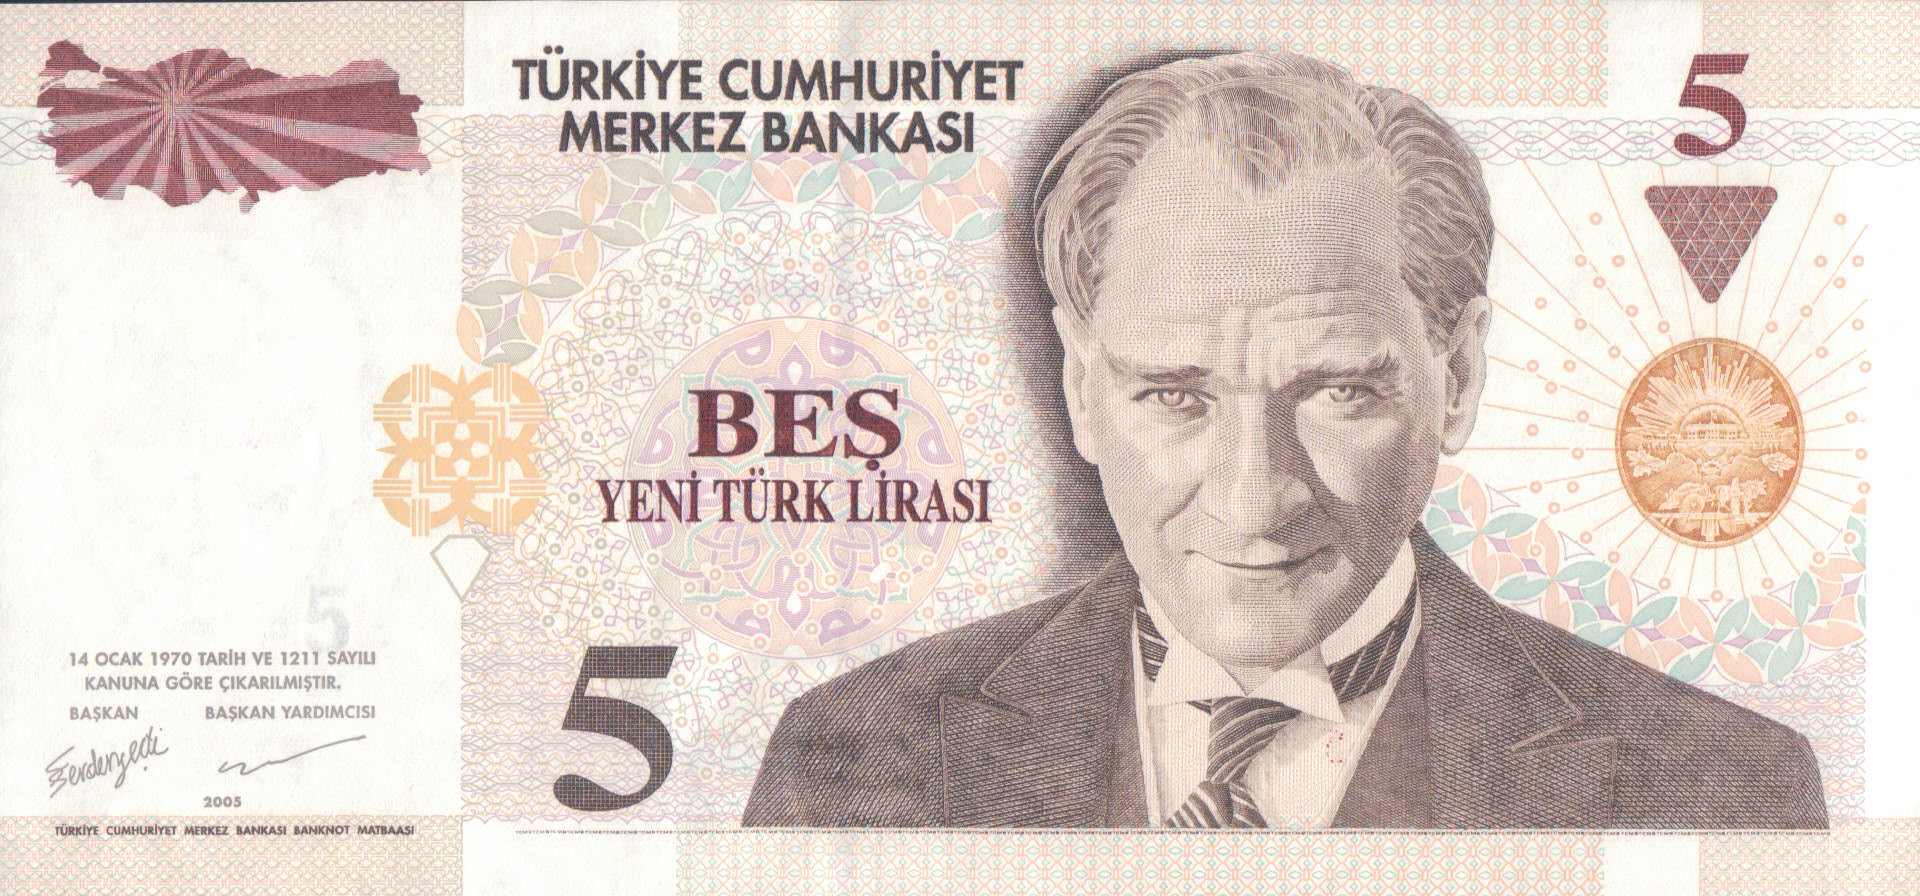 TÜRKİYE CUMHURİYET
MERKEZ BANKASI
5
BEŞ
YENİ TÜRK LİRASI
5
5
14 OCAK 1970 TARİH VE 1211 SAYILI
KANUNA GÖRE ÇIKARILMIŞTIR.
BAŞKAN BAŞKAN YARDIMCISI
2005
TÜRKİYE CUMHURİYET MERKEZ BANKASI BANKNOT MATBAASI